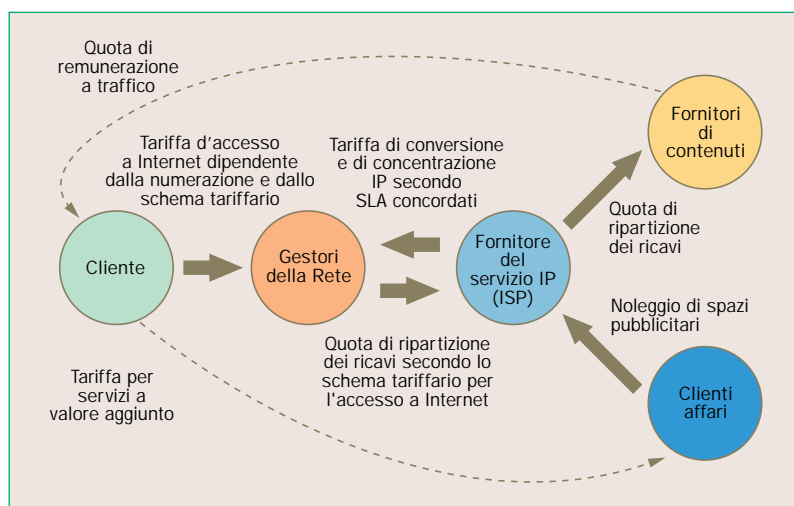 Quota di
remunerazione
a traffico
Fornitori
di
contenuti
Tariffa d'accesso
a Internet dipendente
dalla numerazione e dallo
schema tariffario
Tariffa di conversione
e di concentrazione
IP secondo
SLA concordati
Quota di
ripartizione
dei ricavi
Cliente
Gestori
della Rete
Fornitore
del
servizio IP
(ISP)
Noleggio di spazi
pubblicitari
Quota di ripartizione
dei ricavi secondo lo
schema tariffario per
l'accesso a Internet
Tariffa per
servizi a
valore aggiunto
Clienti
affari